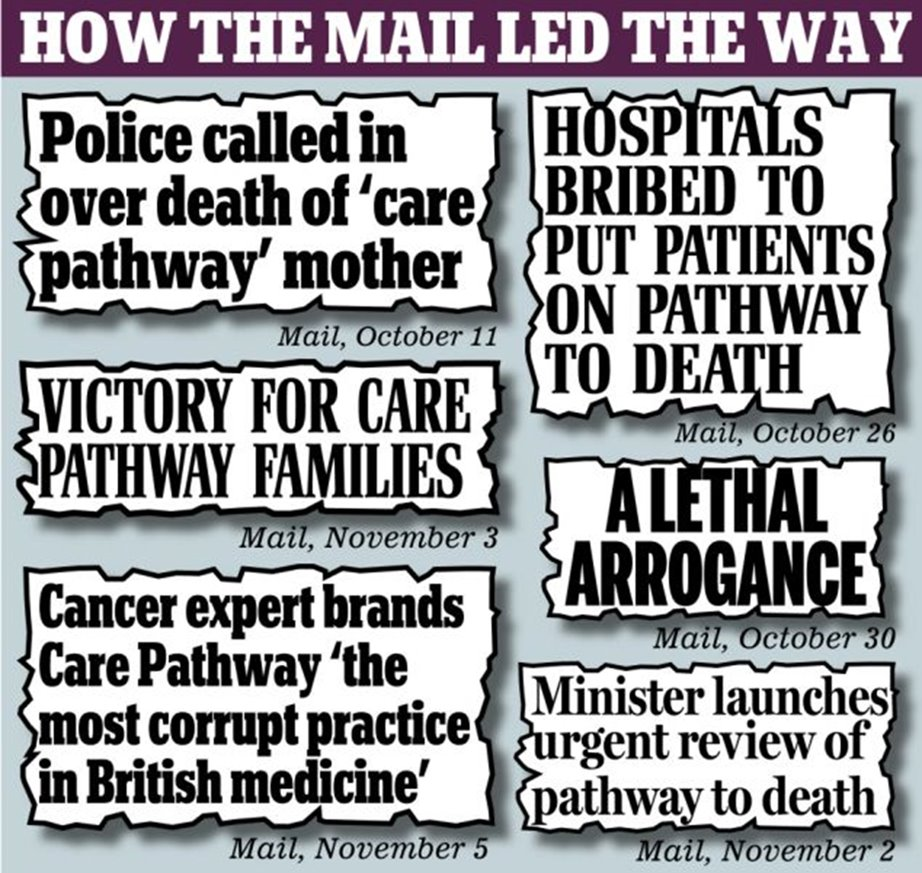 HOW THE MAIL LED THE WAY
Police called in
over death of ‘care
pathway’ mother
Mail, October 11
VICTORY FOR CARE
PATHWAY FAMILIES
Mail, November 3
Cancer expert brands
Care Pathway ‘the
most corrupt practice
in British medicine’
Mail, November 5
HOSPITALS
BRIBED TO
PUT PATIENTS
ON PATHWAY
TO DEATH
Mail, October 26
A LETHAL
ARROGANCE
Mail, October 30
Minister launches
urgent review of
pathway to death
Mail, November 2